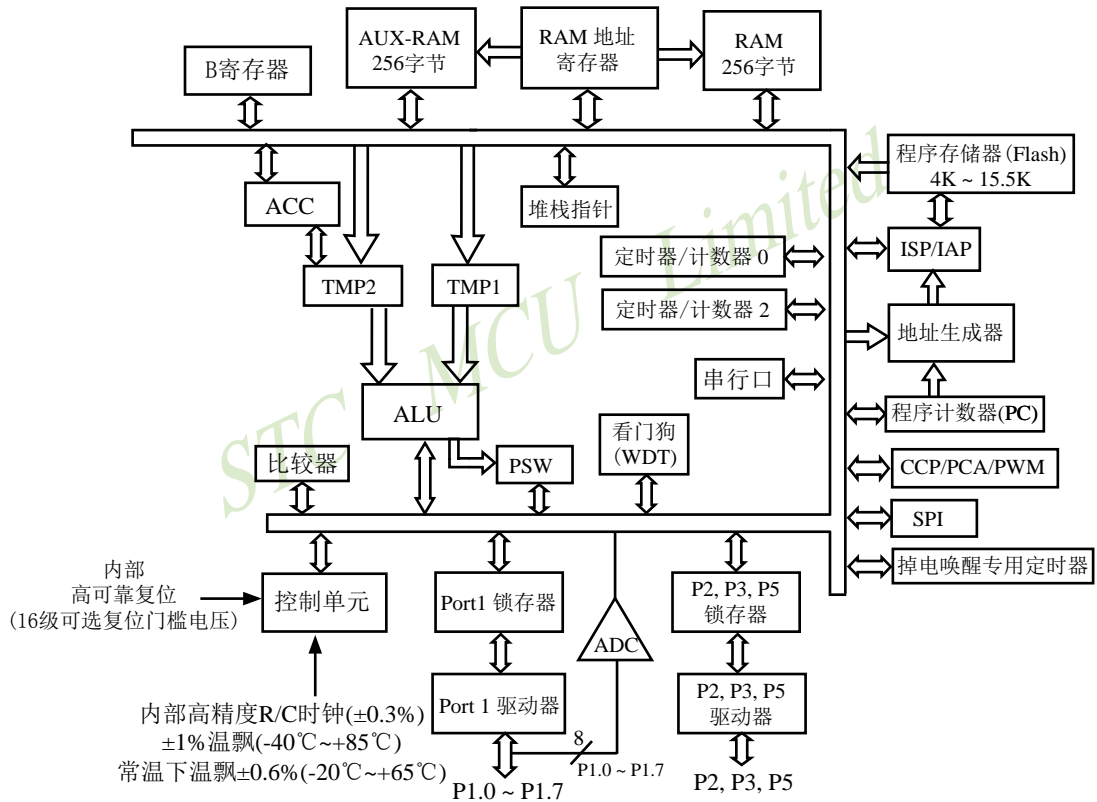 AUX-RAM
256字节
RAM 地址
寄存器
RAM
256字节
B寄存器
程序存储器(Flash)
4K ~ 15.5K
ACC
堆栈指针
ISP/IAP
定时器/计数器 0
TMP2
TMP1
定时器/计数器 2
地址生成器
串行口
ALU
程序计数器(PC)
看门狗
(WDT)
比较器
PSW
CCP/PCA/PWM
SPI
掉电唤醒专用定时器
内部
高可靠复位
(16级可选复位门槛电压)
控制单元
Port1 锁存器
ADC
P2, P3, P5
锁存器
Port 1 驱动器
P2, P3, P5
驱动器
内部高精度R/C时钟(±0.3%)
±1%温飘(-40℃~+85℃)
常温下温飘±0.6%(-20℃~+65℃)
8
P1.0 ~ P1.7
P1.0 ~ P1.7
P2, P3, P5
STC MCU Limited